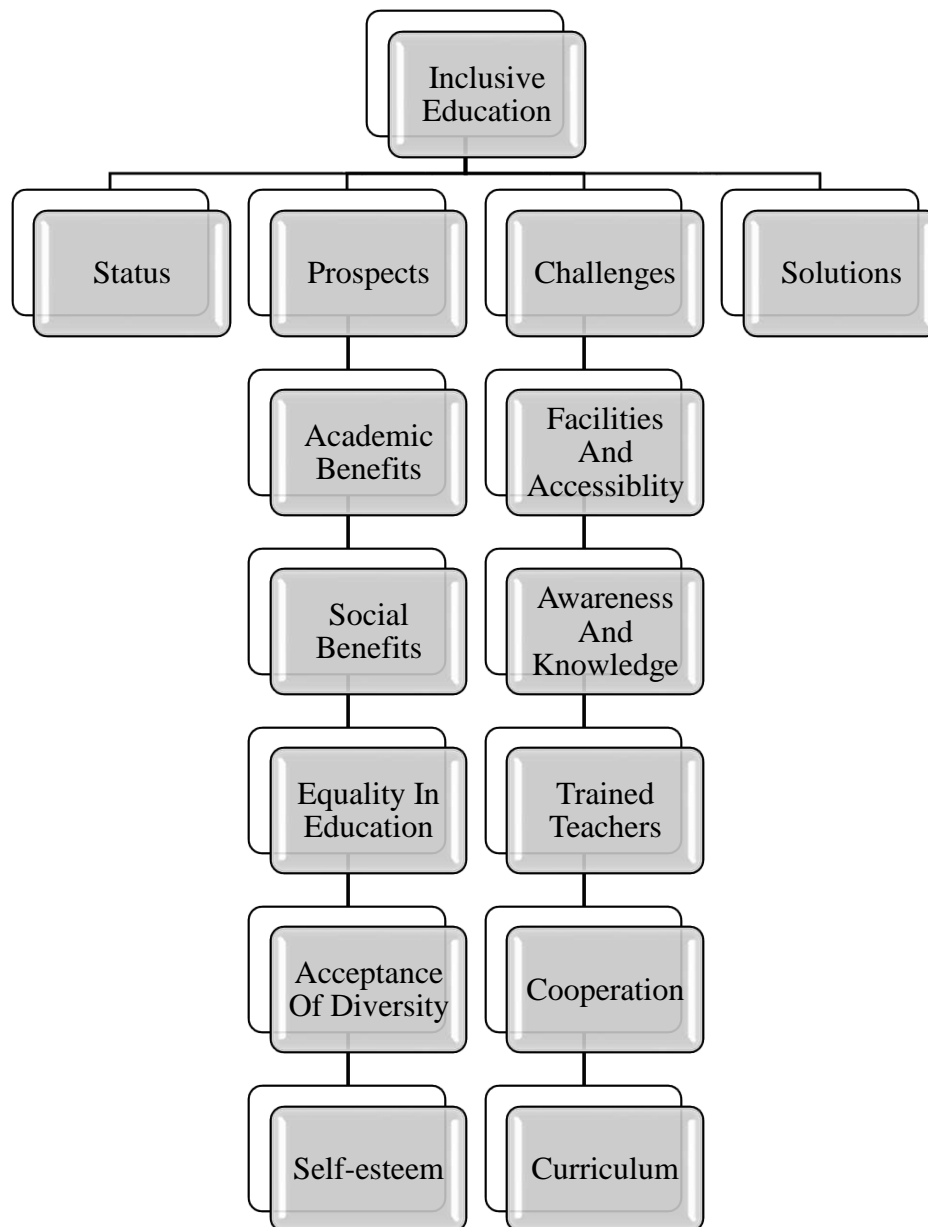 Inclusive
Education
Status
Prospects
Challenges
Solutions
Academic
Benefits
Facilities
And
Accessiblity
Social
Benefits
Awareness
And
Knowledge
Equality In
Education
Trained
Teachers
Acceptance
Of Diversity
Cooperation
Self-esteem
Curriculum